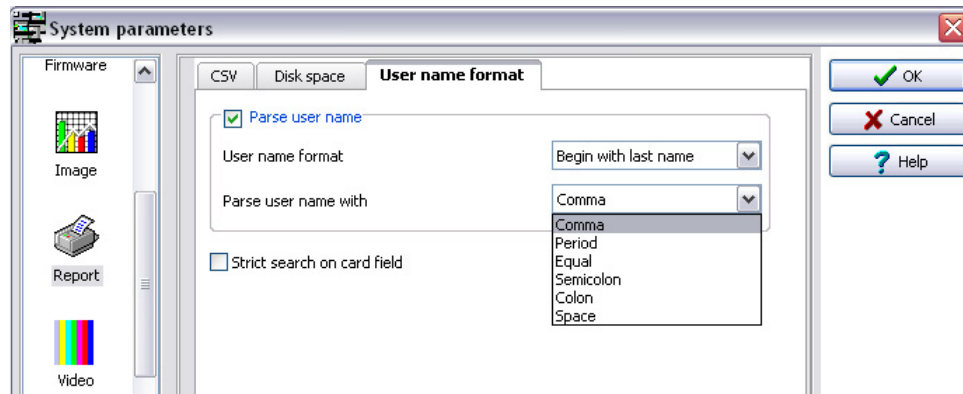 System parameters
Firmware
Image
Report
Video
CSV
Disk space
User name format
Parse user name
User name format
Begin with last name
Parse user name with
Comma
Comma
Period
Equal
Semicolon
Colon
Space
Strict search on card field
OK
Cancel
Help